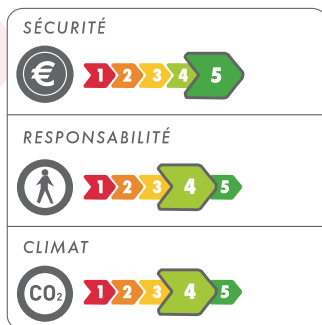 SÉCURITÉ
€ 1 2 3 4 5
RESPONSABILITÉ
1 2 3 4 5
CLIMAT
CO₂ 1 2 3 4 5